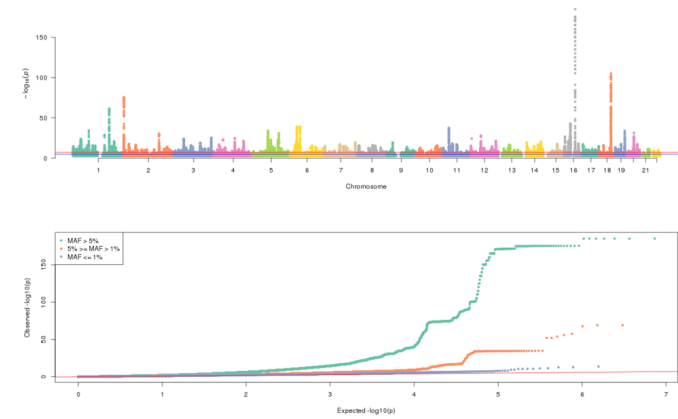 150
100
50
0
− log₁₀(p)
1 2 3 4 5 6 7 8 9 10 11 12 13 14 15 16 17 18 19 21
Chromosome
MAF > 5%
5% >= MAF > 1%
MAF <= 1%
150
100
50
0
Observed -log10(p)
0 1 2 3 4 5 6 7
Expected -log10(p)